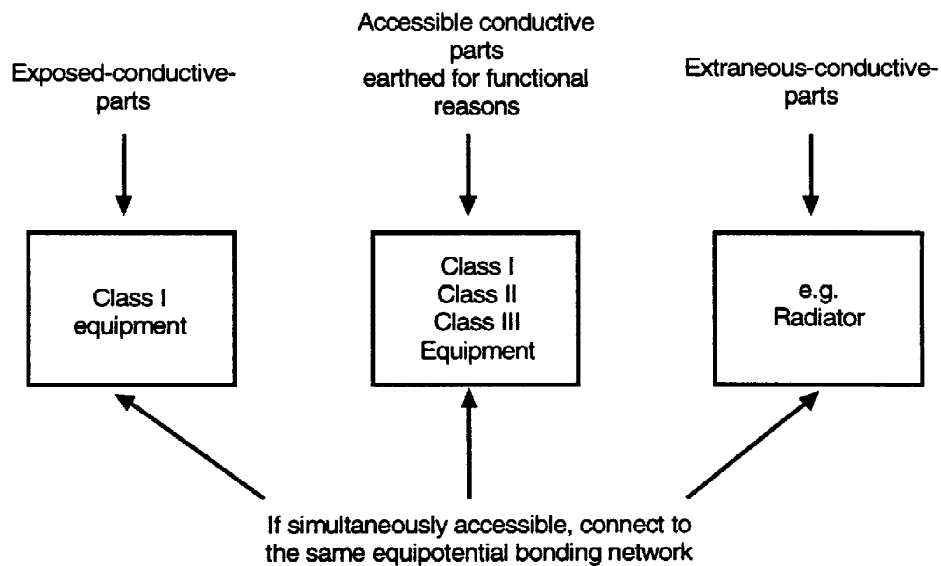 Exposed-conductive-
parts
Accessible conductive
parts
earthed for functional
reasons
Extraneous-conductive-
parts
Class I
equipment
Class I
Class II
Class III
Equipment
e.g.
Radiator
If simultaneously accessible, connect to
the same equipotential bonding network